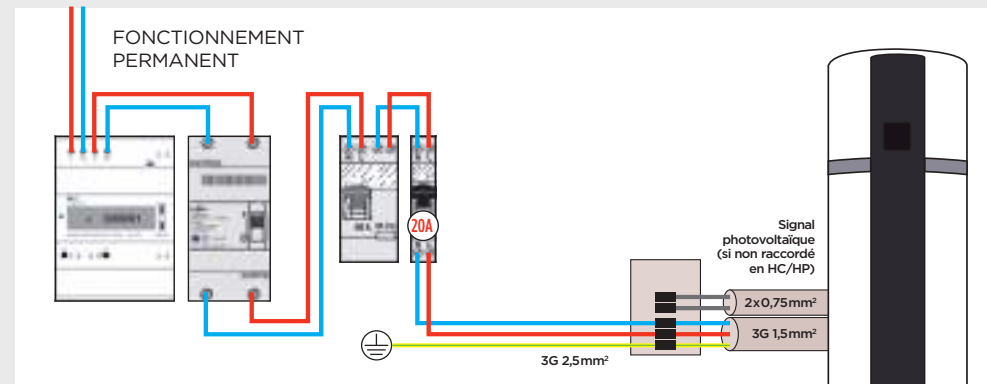 FONCTIONNEMENT
PERMANENT
20A
Signal
photovoltaïque
(si non raccordé
en HC/HP)
2x0,75mm²
3G 1,5mm²
3G 2,5mm²